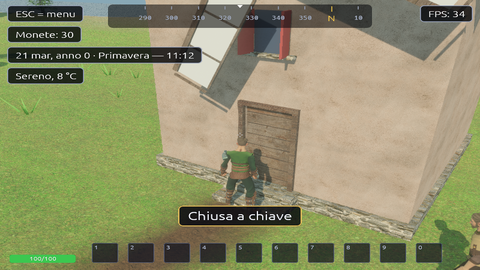 ESC = menu
290 300 310 320 330 340 350 N 10
FPS: 34
Monete: 30
21 mar, anno 0 · Primavera — 11:12
Sereno, 8 °C
Chiusa a chiave
1 2 3 4 5 6 7 8 9 0
100/100